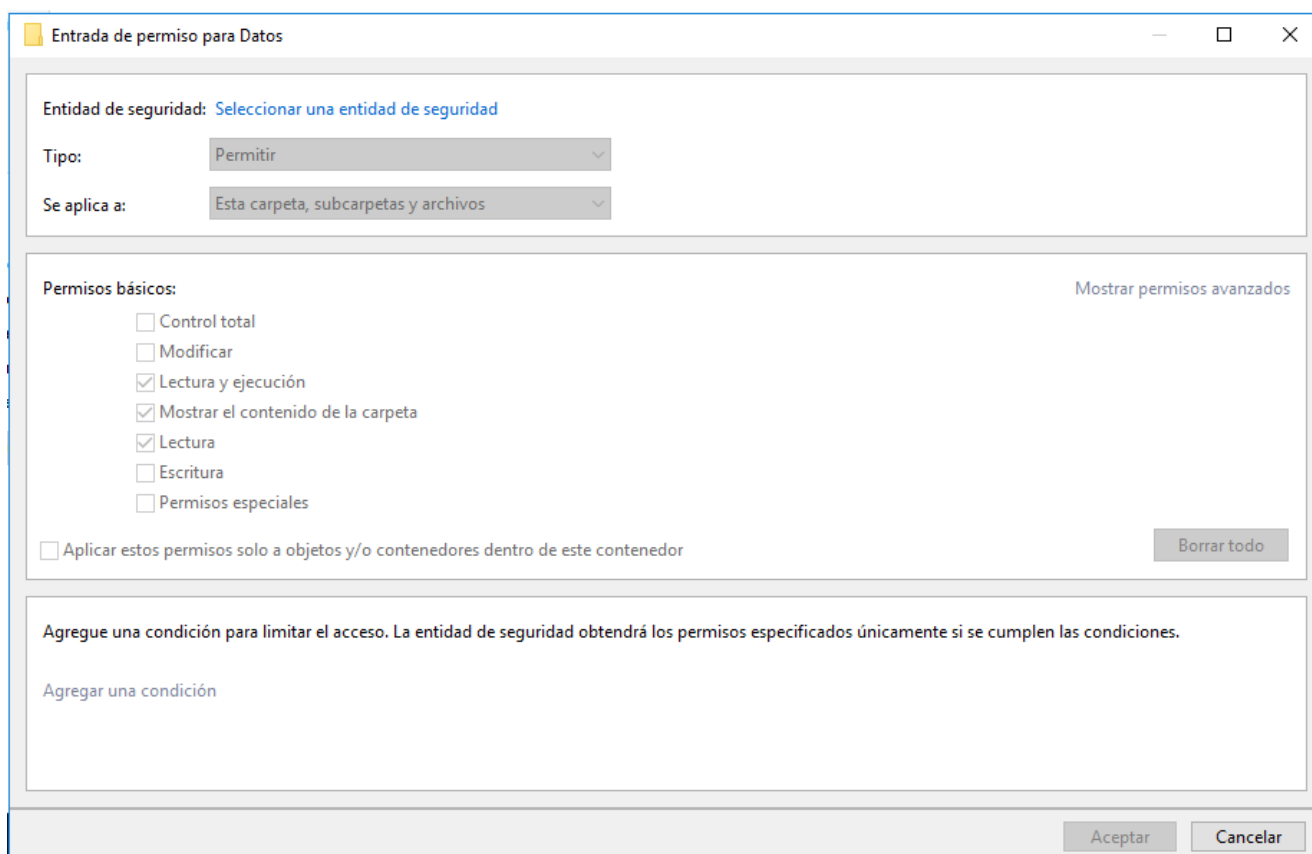 Entrada de permiso para Datos
Entidad de seguridad: Seleccionar una entidad de seguridad
Tipo: Permitir
Se aplica a: Esta carpeta, subcarpetas y archivos
Permisos básicos: Mostrar permisos avanzados
Control total
Modificar
Lectura y ejecución
Mostrar el contenido de la carpeta
Lectura
Escritura
Permisos especiales
Aplicar estos permisos solo a objetos y/o contenedores dentro de este contenedor Borrar todo
Agregue una condición para limitar el acceso. La entidad de seguridad obtendrá los permisos especificados únicamente si se cumplen las condiciones.
Agregar una condición
Aceptar Cancelar